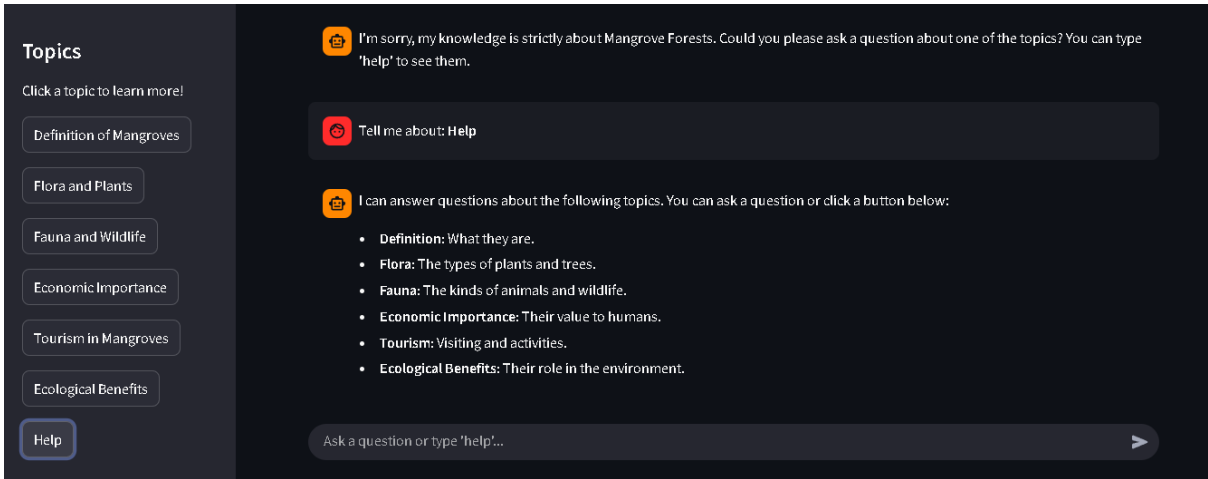 Topics
Click a topic to learn more!
Definition of Mangroves
Flora and Plants
Fauna and Wildlife
Economic Importance
Tourism in Mangroves
Ecological Benefits
Help
I'm sorry, my knowledge is strictly about Mangrove Forests. Could you please ask a question about one of the topics? You can type
'help' to see them.
Tell me about: Help
I can answer questions about the following topics. You can ask a question or click a button below:
• Definition: What they are.
• Flora: The types of plants and trees.
• Fauna: The kinds of animals and wildlife.
• Economic Importance: Their value to humans.
• Tourism: Visiting and activities.
• Ecological Benefits: Their role in the environment.
Ask a question or type 'help'...